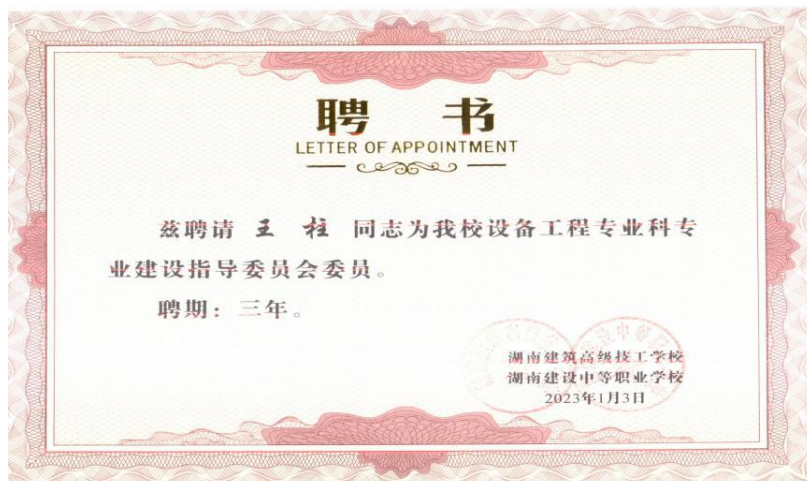 聘 书
LETTER OF APPOINTMENT
兹聘请 王 柱 同志为我校设备工程专业科专
业建设指导委员会委员。
聘期：三年。
湖南建筑高级技工学校
湖南建设中等职业学校
2023年1月3日